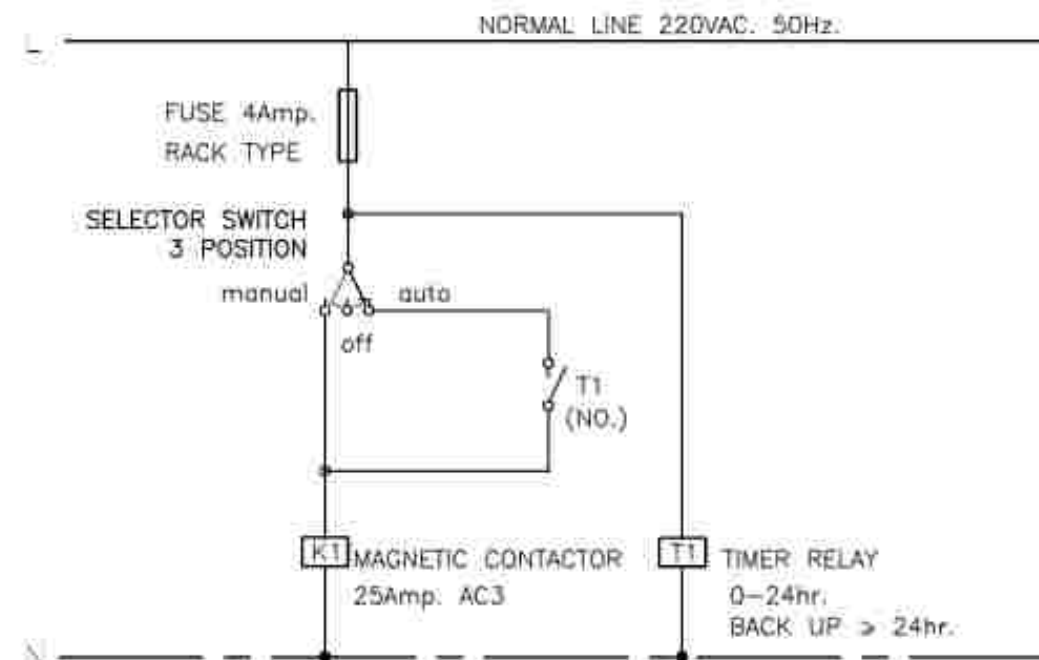 NORMAL LINE 220VAC. 50Hz.
L
FUSE 4Amp.
RACK TYPE
SELECTOR SWITCH
3 POSITION
manual
auto
off
T1
(NO.)
K1
MAGNETIC CONTACTOR
25Amp. AC3
T1
TIMER RELAY
0-24hr.
BACK UP > 24hr.
N